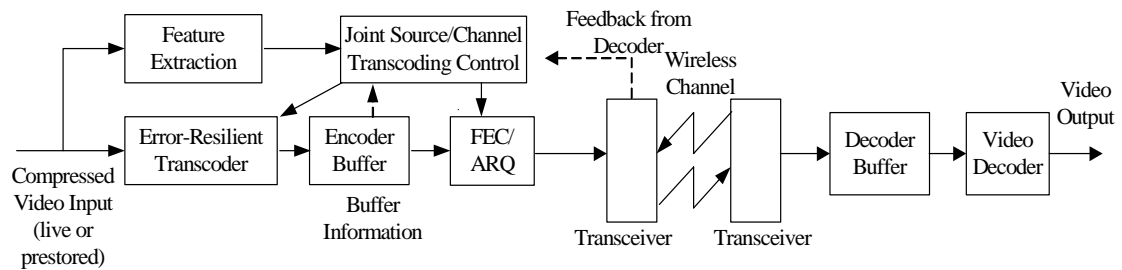 Feature
Extraction
Joint Source/Channel
Transcoding Control
Feedback from
Decoder
Wireless
Channel
Error-Resilient
Transcoder
Encoder
Buffer
FEC/
ARQ
Decoder
Buffer
Video
Decoder
Video
Output
Compressed
Video Input
(live or
prestored)
Buffer
Information
Transceiver
Transceiver